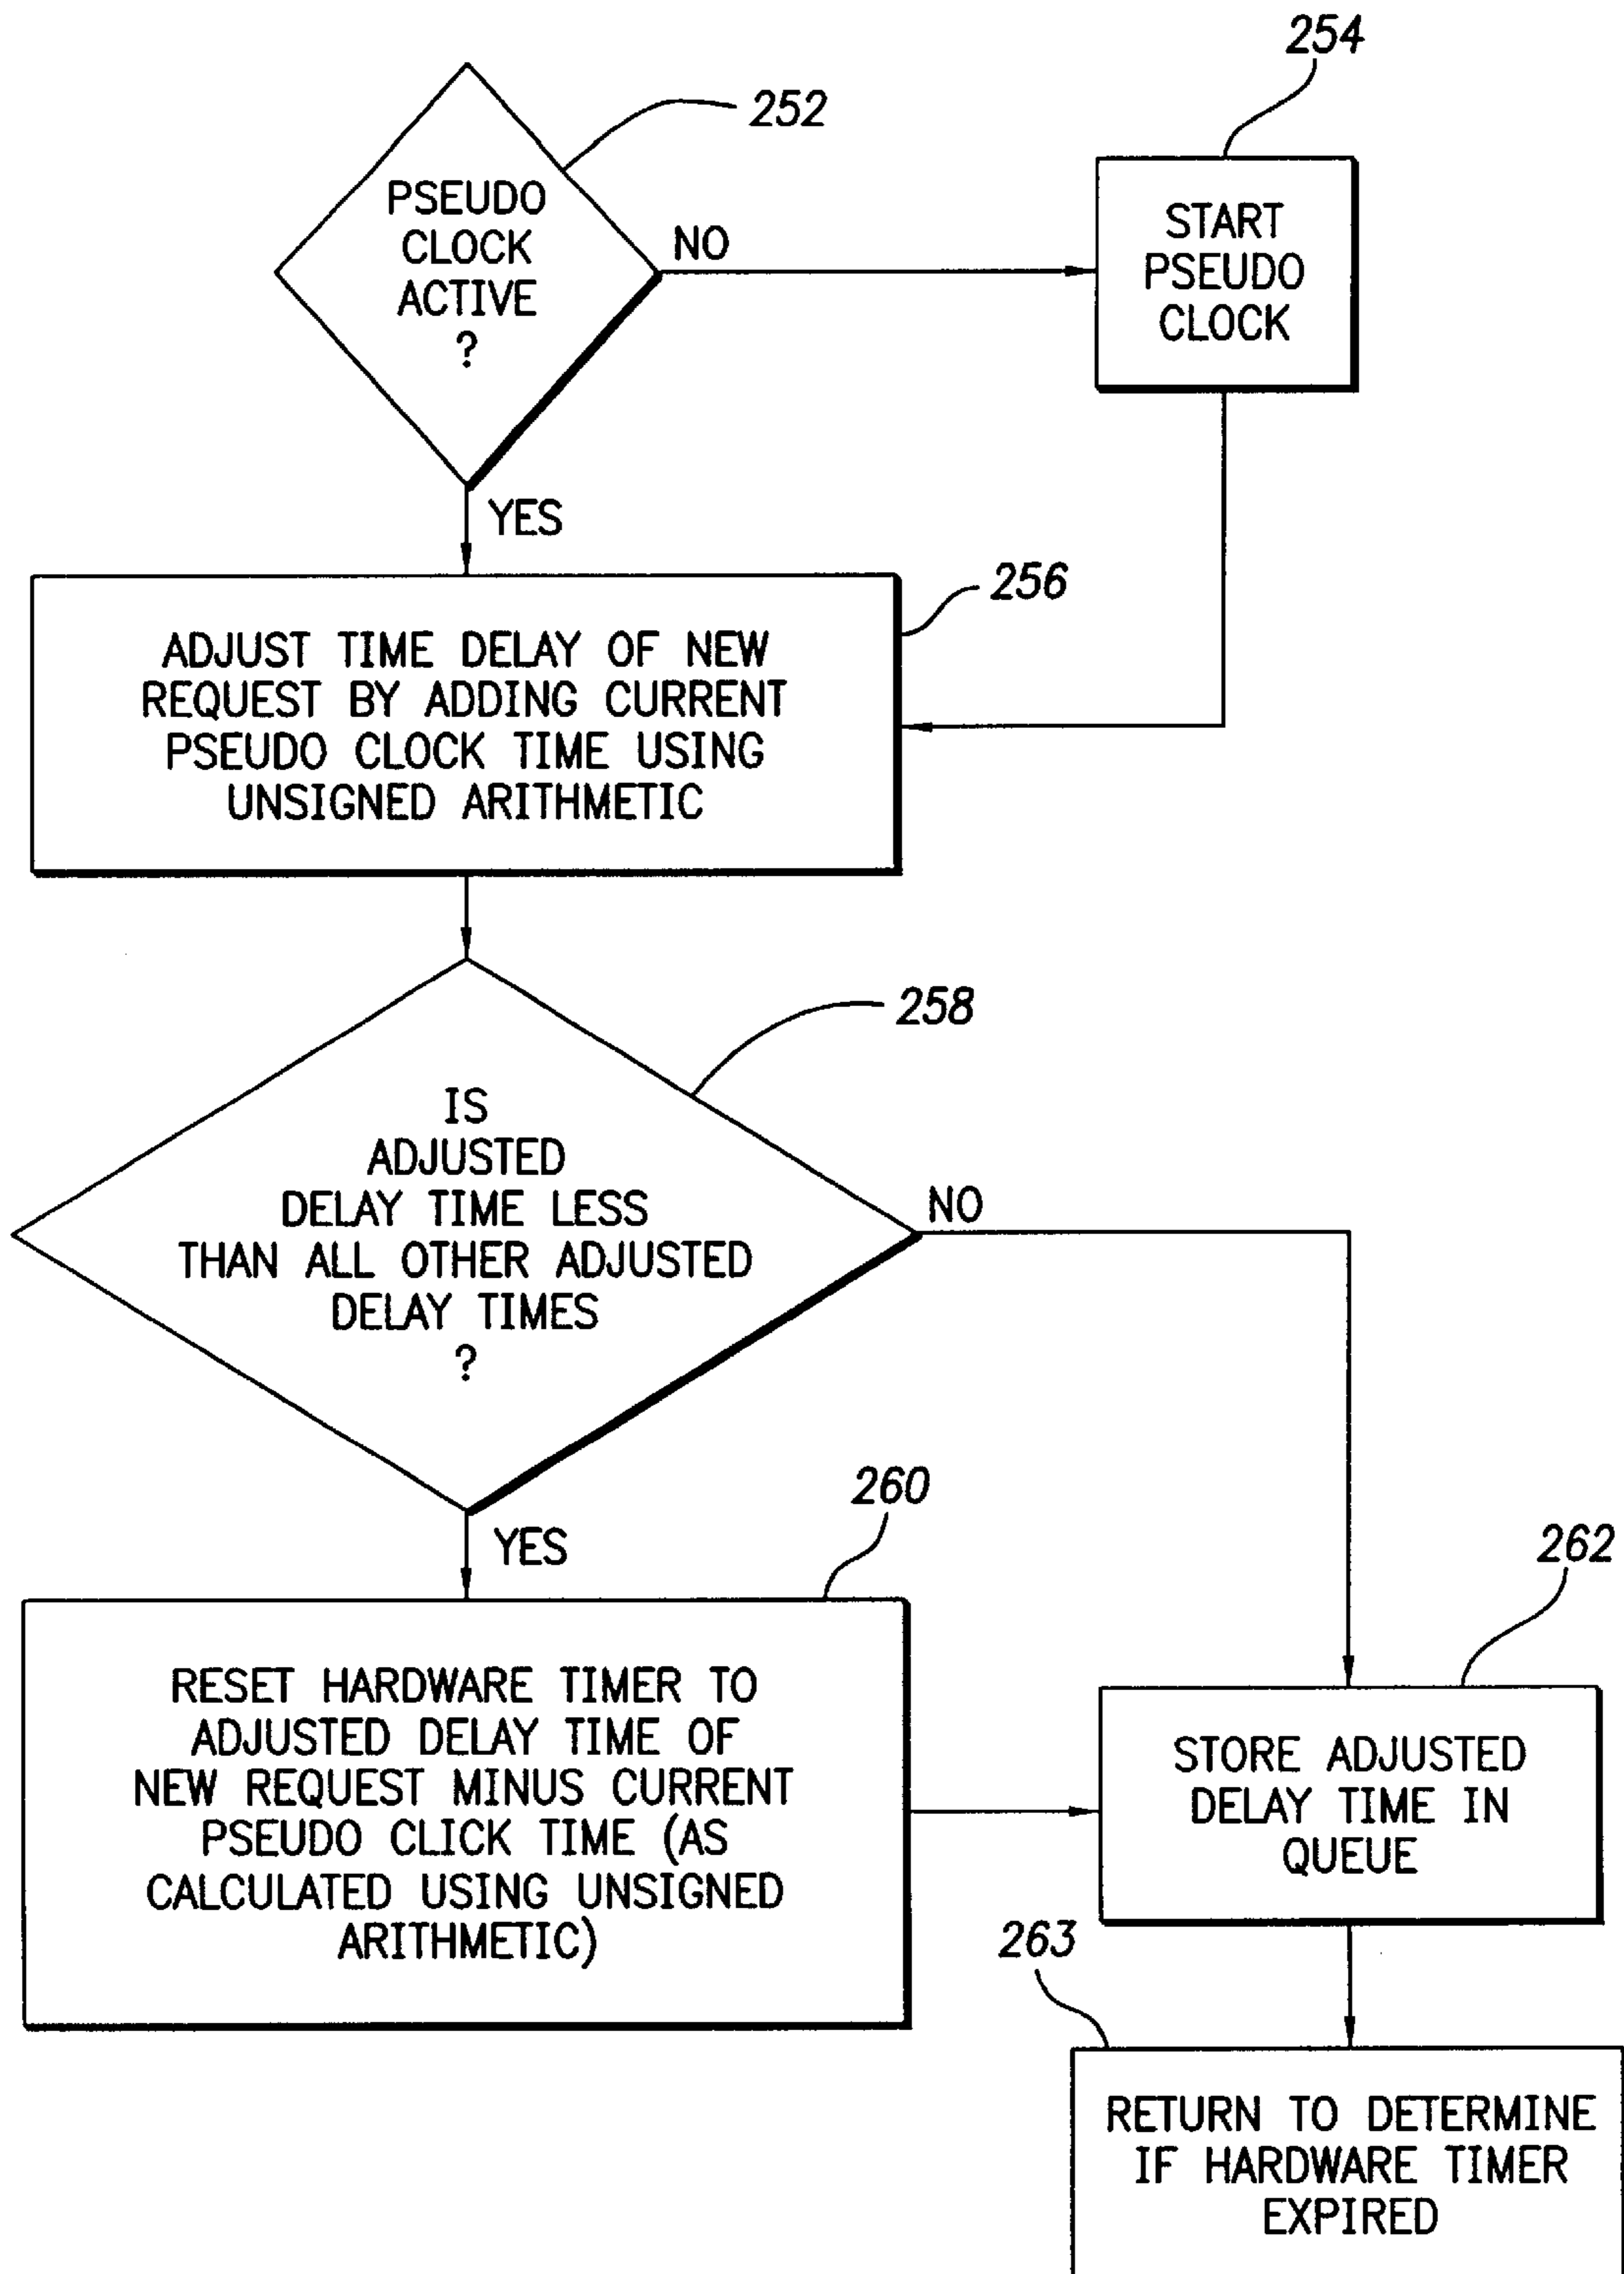 254
252
PSEUDO
CLOCK
ACTIVE
?
NO
START
PSEUDO
CLOCK
YES
256
ADJUST TIME DELAY OF NEW
REQUEST BY ADDING CURRENT
PSEUDO CLOCK TIME USING
UNSIGNED ARITHMETIC
258
IS
ADJUSTED
DELAY TIME LESS
THAN ALL OTHER ADJUSTED
DELAY TIMES
?
NO
YES
260
RESET HARDWARE TIMER TO
ADJUSTED DELAY TIME OF
NEW REQUEST MINUS CURRENT
PSEUDO CLICK TIME (AS
CALCULATED USING UNSIGNED
ARITHMETIC)
262
STORE ADJUSTED
DELAY TIME IN
QUEUE
263
RETURN TO DETERMINE
IF HARDWARE TIMER
EXPIRED